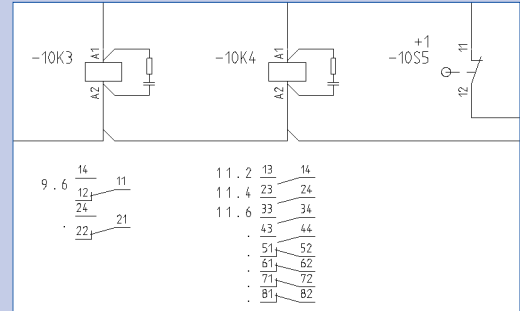 +1
-10K3
A1
A2
-10K4
A1
A2
-10S5
11
12
9.6
14
12 11
24
. 22 21
11.2 13 14
11.4 23 24
11.6 33 34
. 43 44
. 51 52
. 61 62
. 71 72
. 81 82